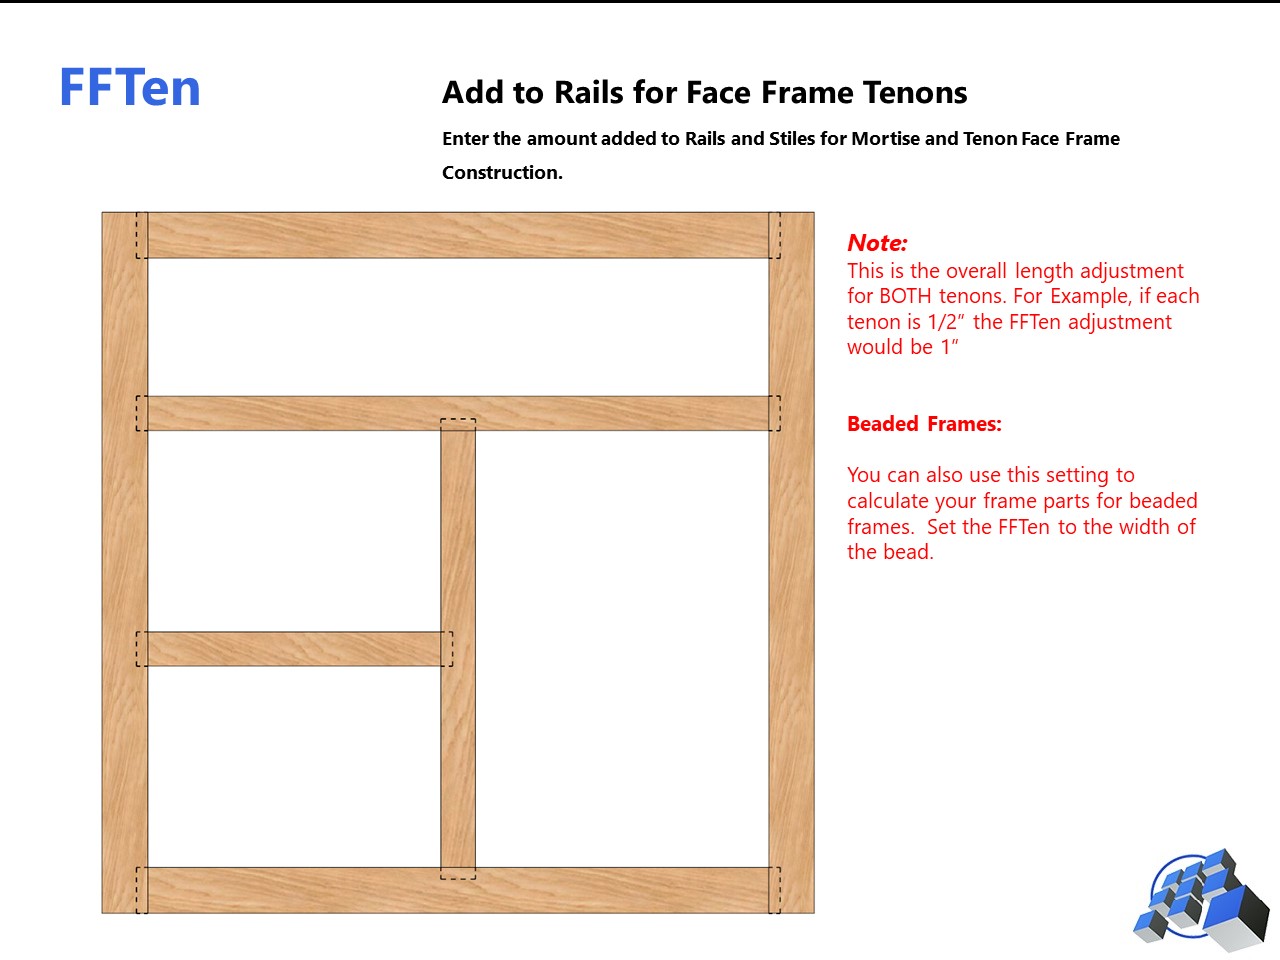 FFTen
Add to Rails for Face Frame Tenons
Enter the amount added to Rails and Stiles for Mortise and Tenon Face Frame
Construction.
Note:
This is the overall length adjustment
for BOTH tenons. For Example, if each
tenon is 1/2” the FFTen adjustment
would be 1”
Beaded Frames:
You can also use this setting to
calculate your frame parts for beaded
frames.  Set the FFTen to the width of
the bead.